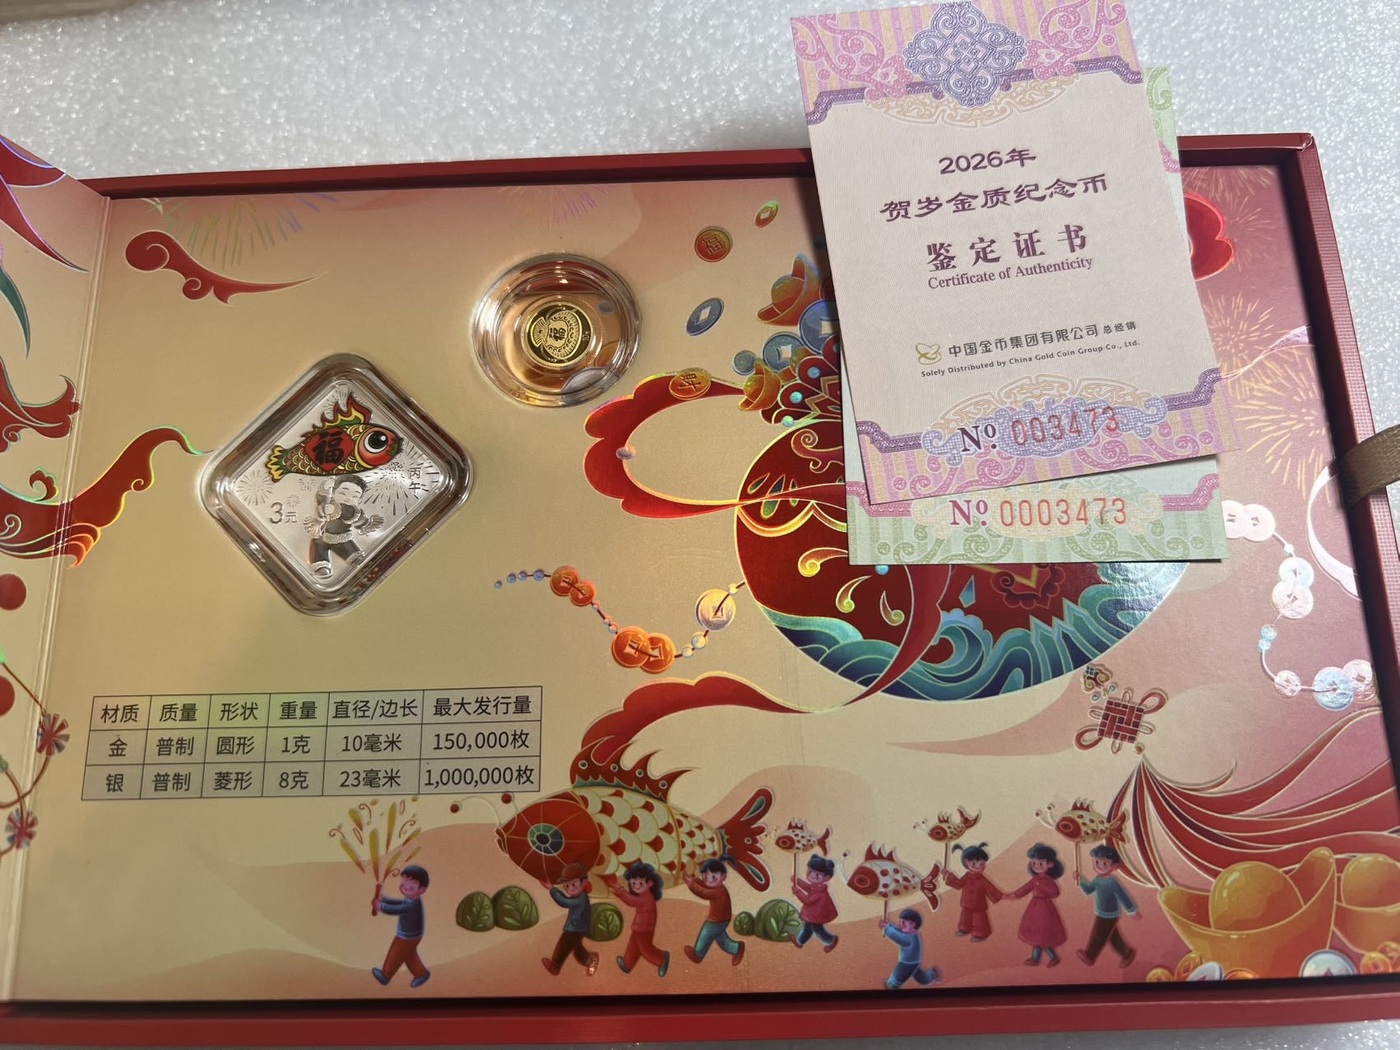 2026年
贺岁金质纪念币
鉴定证书
Certificate of Authenticity
中国金币集团有限公司 总经销
Solely Distributed by China Gold Coin Group Co., Ltd.
Nº 003473
Nº 0003473
福
福
福
丙午
3元
材质 质量 形状 重量 直径/边长 最大发行量
金 普制 圆形 1克 10毫米 150,000枚
银 普制 菱形 8克 23毫米 1,000,000枚